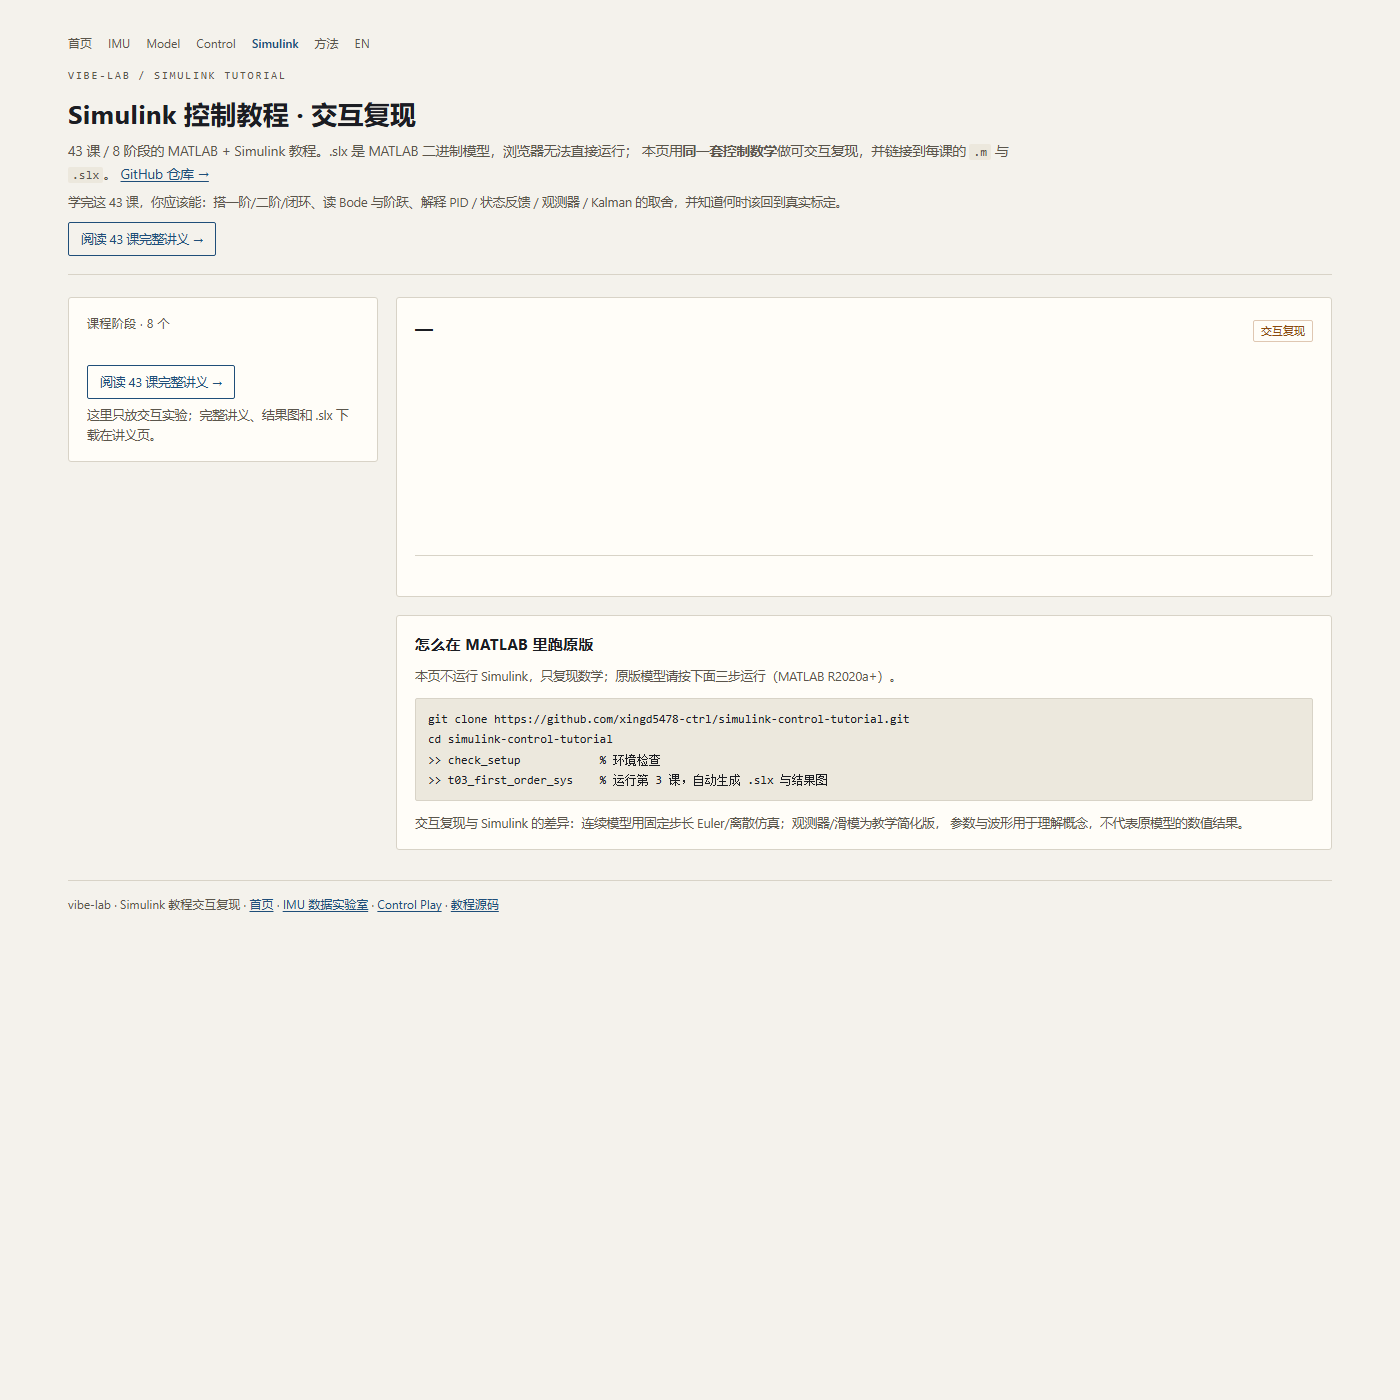 首页 IMU Model Control Simulink 方法 EN
VIBE-LAB / SIMULINK TUTORIAL
Simulink 控制教程 · 交互复现
43 课 / 8 阶段的 MATLAB + Simulink 教程。.slx 是 MATLAB 二进制模型，浏览器无法直接运行； 本页用同一套控制数学做可交互复现，并链接到每课的 .m 与
.slx。 GitHub 仓库 →
学完这 43 课，你应该能：搭一阶/二阶/闭环、读 Bode 与阶跃、解释 PID / 状态反馈 / 观测器 / Kalman 的取舍，并知道何时该回到真实标定。
阅读 43 课完整讲义 →
课程阶段 · 8 个
阅读 43 课完整讲义 →
这里只放交互实验；完整讲义、结果图和 .slx 下
载在讲义页。
—
交互复现
怎么在 MATLAB 里跑原版
本页不运行 Simulink，只复现数学；原版模型请按下面三步运行（MATLAB R2020a+）。
git clone https://github.com/xingd5478-ctrl/simulink-control-tutorial.git
cd simulink-control-tutorial
>> check_setup            % 环境检查
>> t03_first_order_sys    % 运行第 3 课，自动生成 .slx 与结果图
交互复现与 Simulink 的差异：连续模型用固定步长 Euler/离散仿真；观测器/滑模为教学简化版， 参数与波形用于理解概念，不代表原模型的数值结果。
vibe-lab · Simulink 教程交互复现 · 首页 · IMU 数据实验室 · Control Play · 教程源码